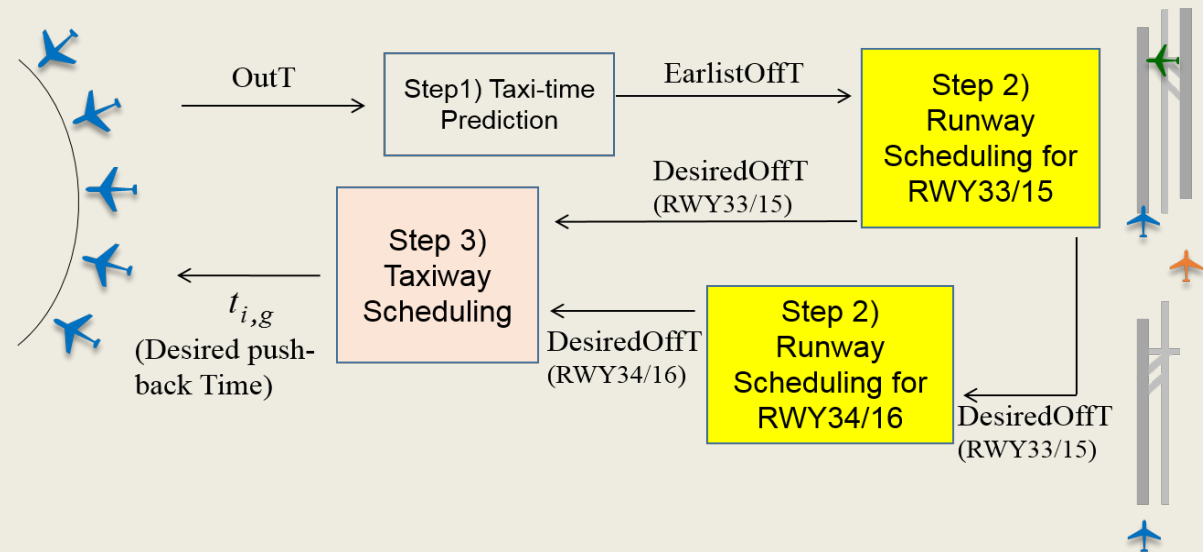 OutT
Step1) Taxi-time
Prediction
EarlistOffT
Step 2)
Runway
Scheduling for
RWY33/15
DesiredOffT
(RWY33/15)
Step 3)
Taxiway
Scheduling
t_{i,g}
(Desired push-
back Time)
DesiredOffT
(RWY34/16)
Step 2)
Runway
Scheduling for
RWY34/16
DesiredOffT
(RWY33/15)